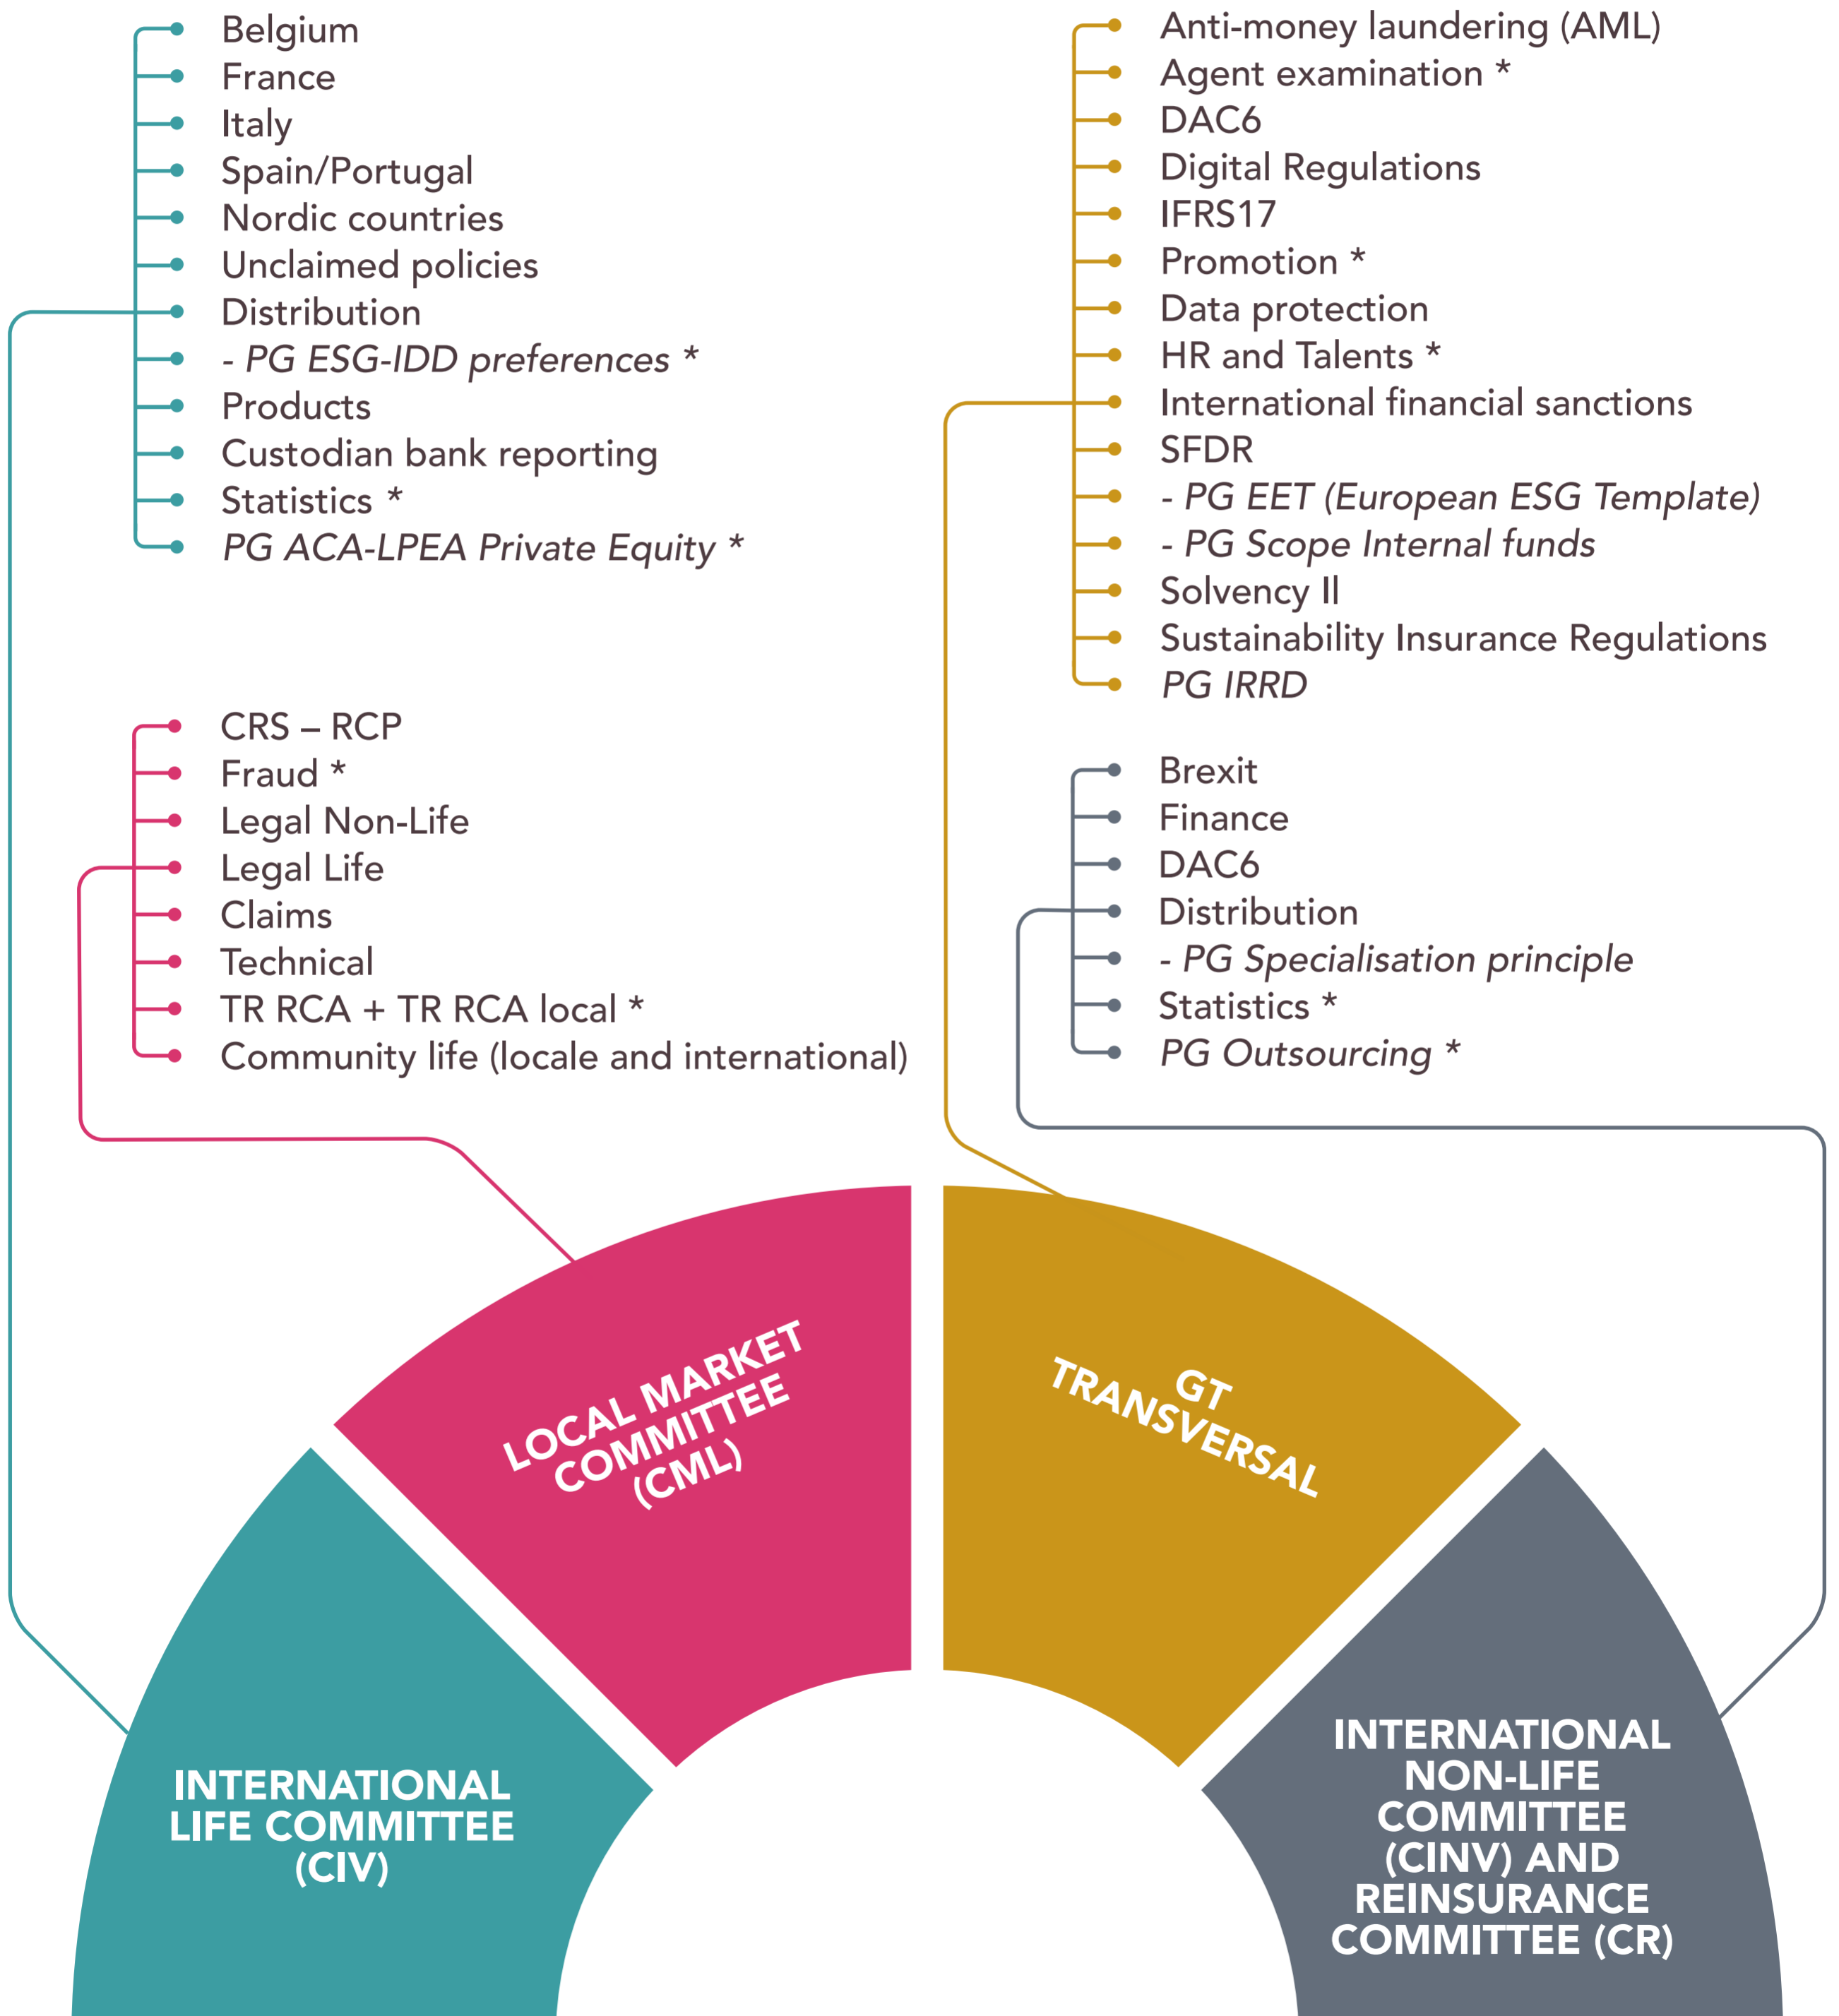 Belgium
France
Italy
Spain/Portugal
Nordic countries
Unclaimed policies
Distribution
- PG ESG-IDD preferences *
Products
Custodian bank reporting
Statistics *
PG ACA-LPEA Private Equity *
CRS – RCP
Fraud *
Legal Non-Life
Legal Life
Claims
Technical
TR RCA + TR RCA local *
Community life (locale and international)
Anti-money laundering (AML)
Agent examination *
DAC6
Digital Regulations
IFRS17
Promotion *
Data protection
HR and Talents *
International financial sanctions
SFDR
- PG EET (European ESG Template)
- PG Scope Internal funds
Solvency II
Sustainability Insurance Regulations
PG IRRD
Brexit
Finance
DAC6
Distribution
- PG Specialisation principle
Statistics *
PG Outsourcing *
INTERNATIONAL
LIFE COMMITTEE
(CIV)
LOCAL MARKET
COMMITTEE
(CML)
GT
TRANSVERSAL
INTERNATIONAL
NON-LIFE
COMMITTEE
(CINV) AND
REINSURANCE
COMMITTEE (CR)